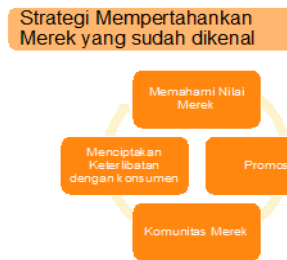 Strategi Mempertahankan
Merek yang sudah dikenal
Memahami Nilai
Merek
Menciptakan
Keterlibatan
dengan konsumen
Promos
Komunitas Merek